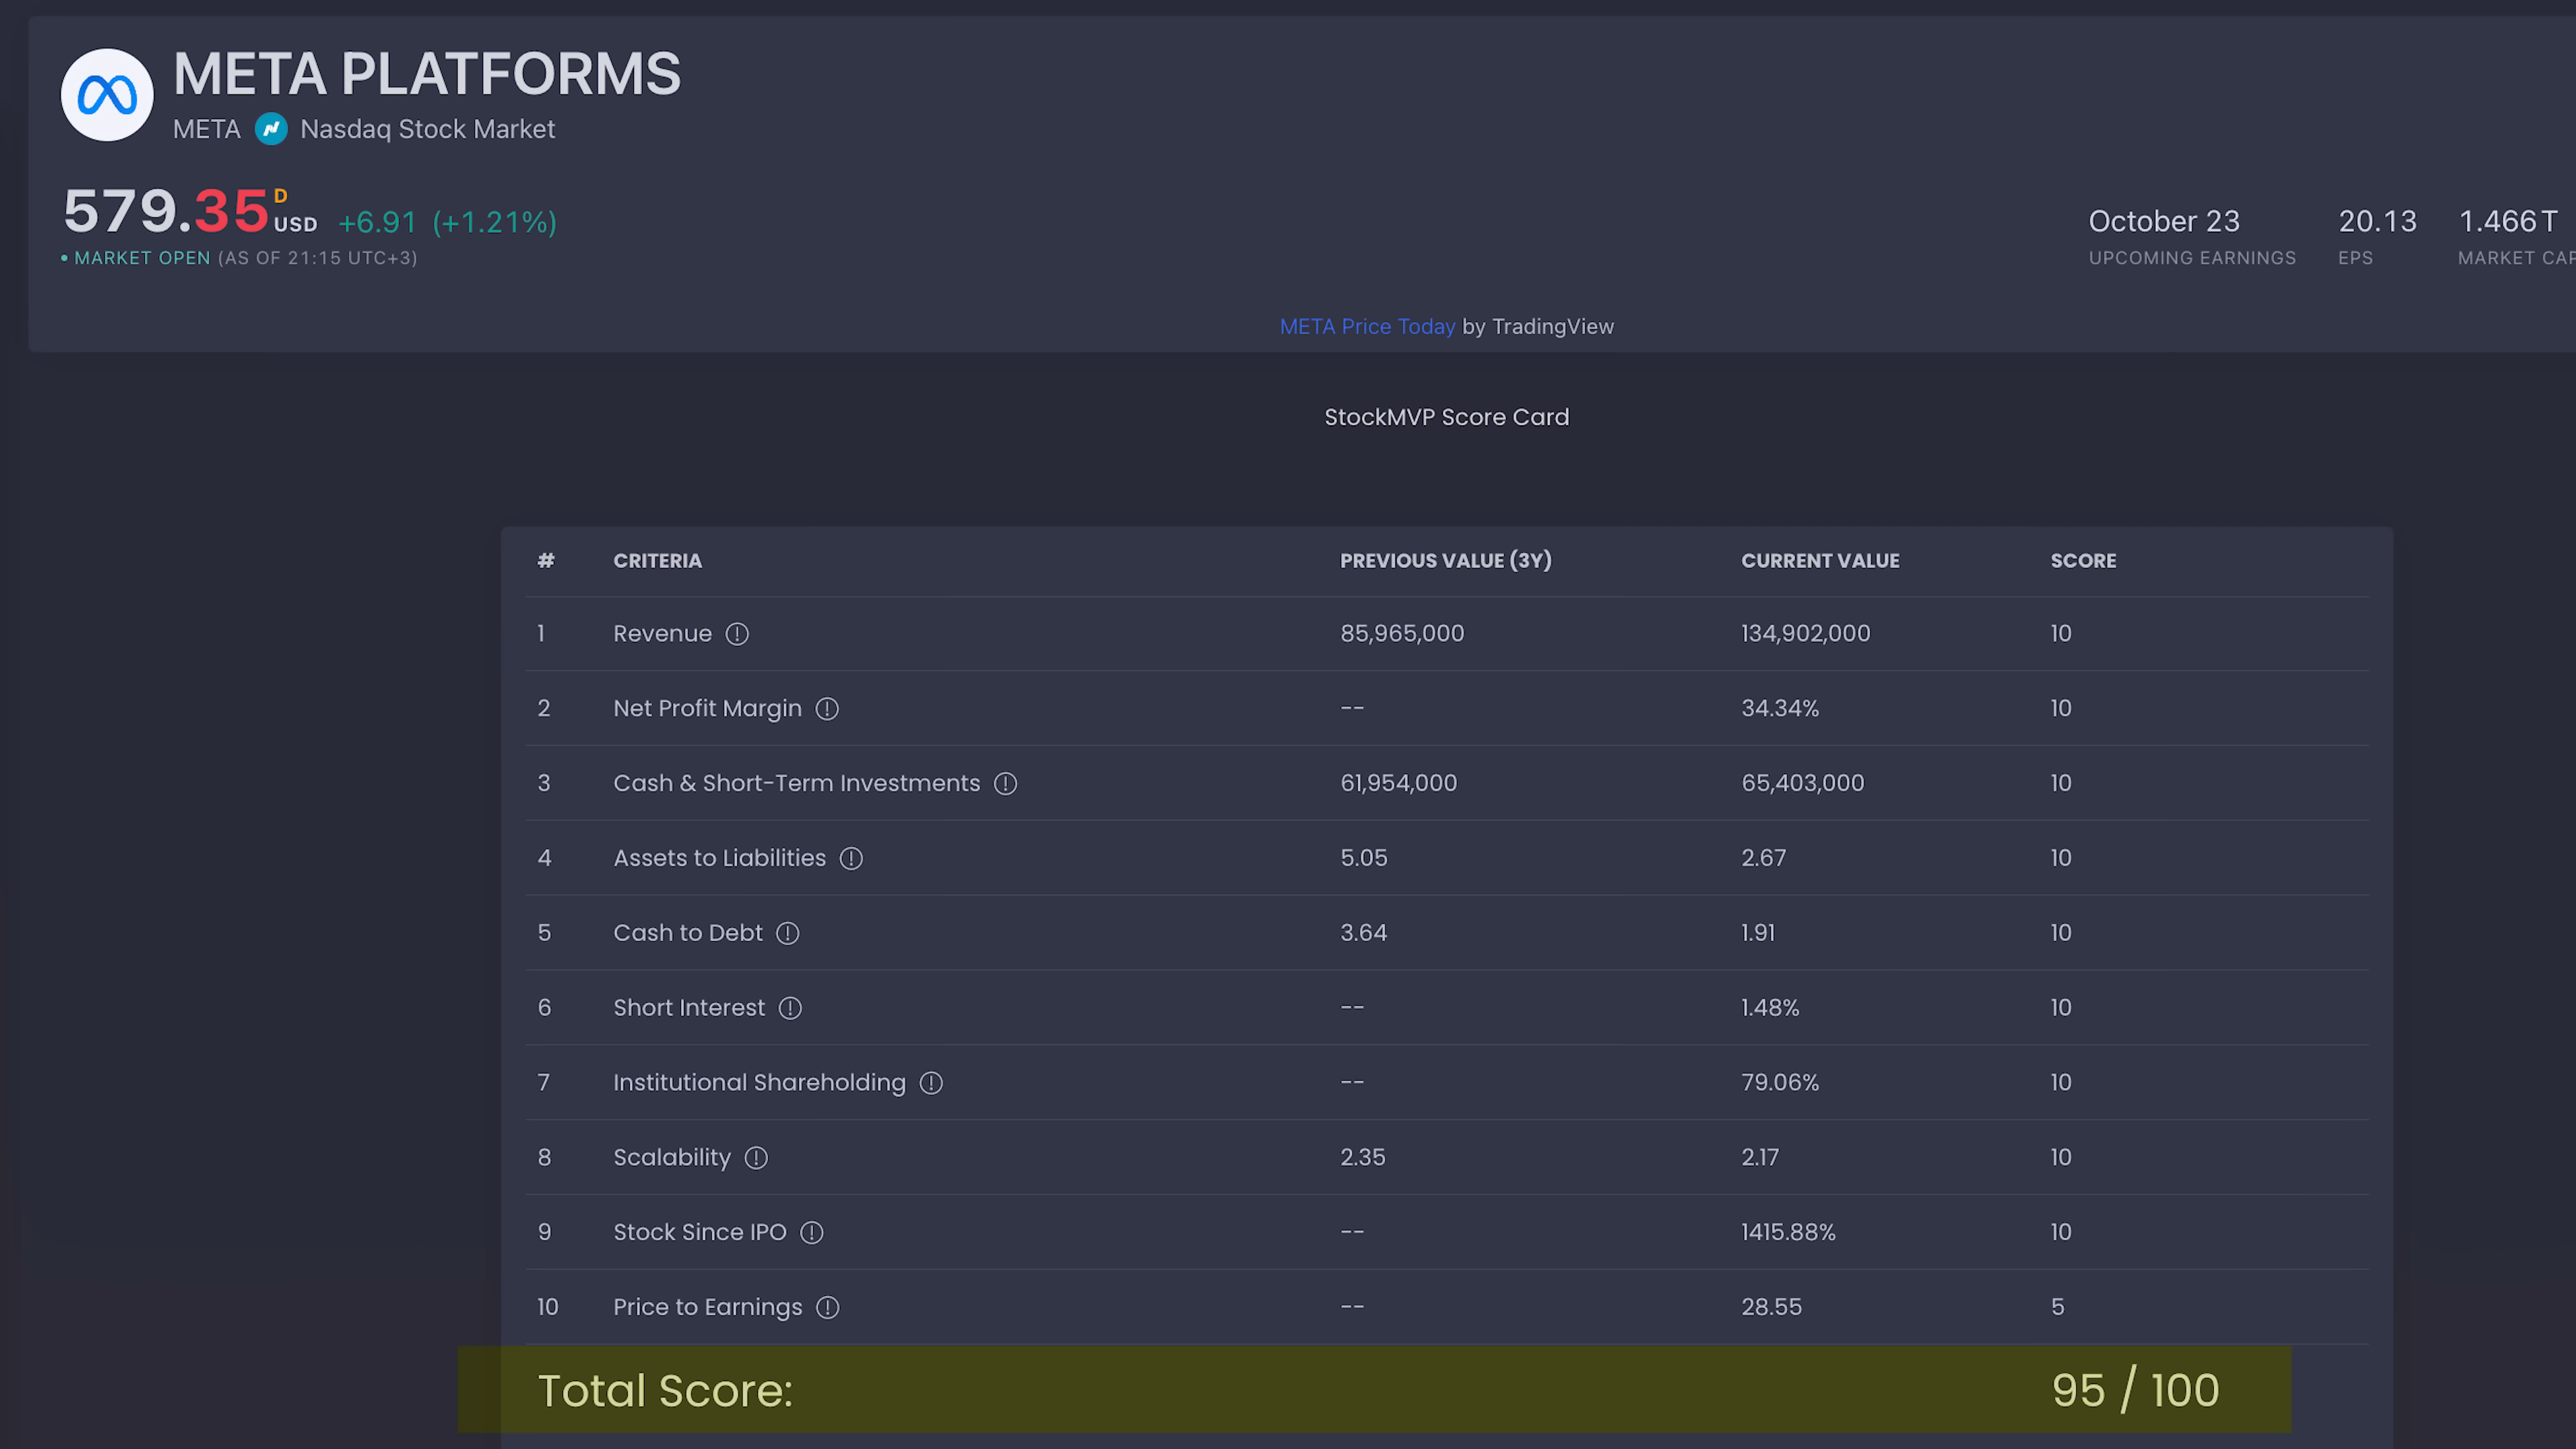 META PLATFORMS
META Nasdaq Stock Market
579.35 D USD +6.91 (+1.21%)
• MARKET OPEN (AS OF 21:15 UTC+3)
October 23 20.13 1.466T
UPCOMING EARNINGS EPS MARKET CAP
META Price Today by TradingView
StockMVP Score Card
# CRITERIA PREVIOUS VALUE (3Y) CURRENT VALUE SCORE
1 Revenue 85,965,000 134,902,000 10
2 Net Profit Margin -- 34.34% 10
3 Cash & Short-Term Investments 61,954,000 65,403,000 10
4 Assets to Liabilities 5.05 2.67 10
5 Cash to Debt 3.64 1.91 10
6 Short Interest -- 1.48% 10
7 Institutional Shareholding -- 79.06% 10
8 Scalability 2.35 2.17 10
9 Stock Since IPO -- 1415.88% 10
10 Price to Earnings -- 28.55 5
Total Score: 95 / 100